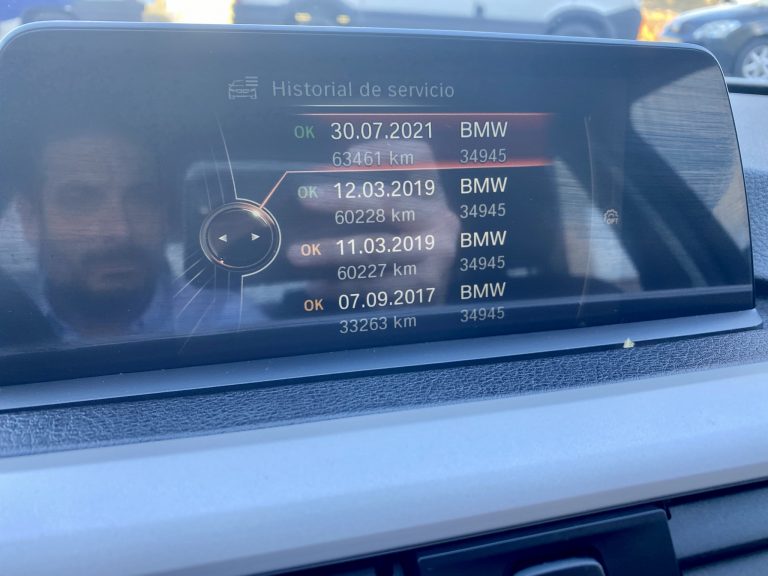 Historial de servicio
OK 30.07.2021 BMW
63461 km 34945
OK 12.03.2019 BMW
60228 km 34945
OK 11.03.2019 BMW
60227 km 34945
OK 07.09.2017 BMW
33263 km 34945
OPT